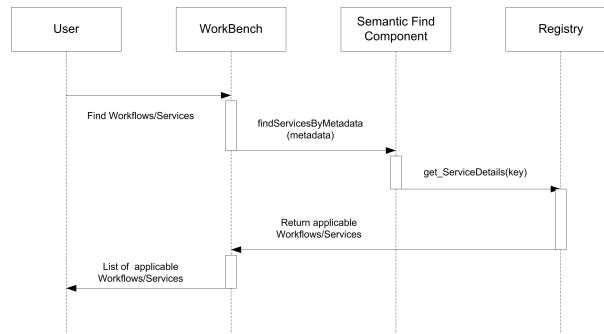 User
WorkBench
Semantic Find
Component
Registry
Find Workflows/Services
findServicesByMetadata
(metadata)
get_ServiceDetails(key)
Return applicable
Workflows/Services
List of applicable
Workflows/Services